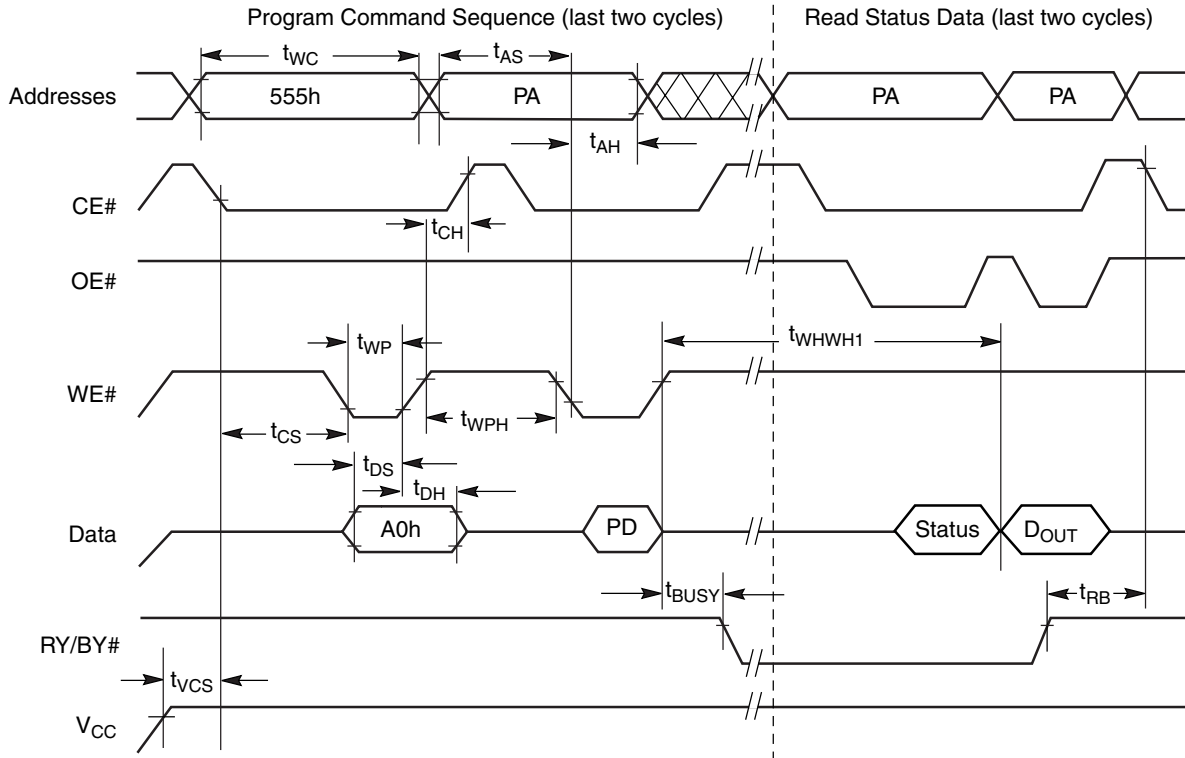 Program Command Sequence (last two cycles) Read Status Data (last two cycles)
tWC tAS
Addresses 555h PA PA PA
tAH
CE#
tCH
OE#
tWP tWHWH1
WE#
tCS tWPH
tDS
tDH
Data A0h PD Status DOUT
tBUSY tRB
RY/BY#
tVCS
VCC